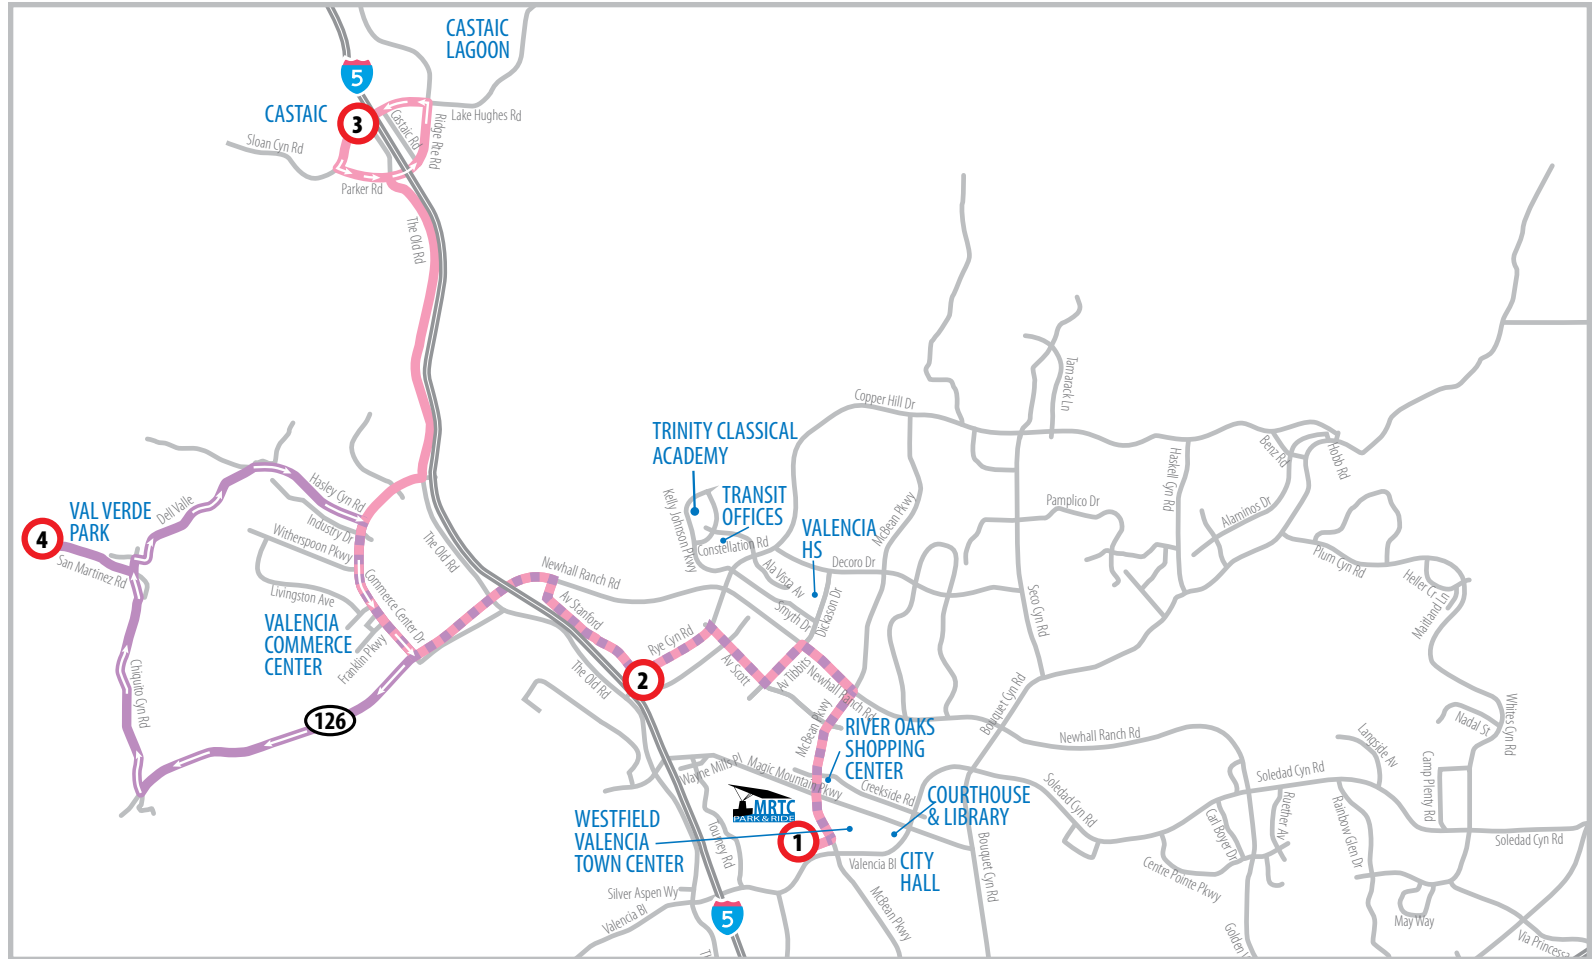 CASTAIC
LAGOON
5
CASTAIC
3
Castaic Rd
Ridge Rte Rd
Lake Hughes Rd
Sloan Cyn Rd
Parker Rd
The Old Rd
Tamarack Ln
Copper Hill Dr
TRINITY CLASSICAL
ACADEMY
Benz Rd
Hobb Rd
Haskell Cyn Rd
Hasley Cyn Rd
Dell Valle
VAL VERDE
PARK
4
San Martinez Rd
Industry Dr
Witherspoon Pkwy
Livingston Ave
Commerce Center Dr
Franklin Pkwy
VALENCIA
COMMERCE
CENTER
The Old Rd
Kelly Johnson Pkwy
TRANSIT
OFFICES
Constellation Rd
VALENCIA
HS
McBean Pkwy
Decoro Dr
Pamplico Dr
Alaminos Dr
Plum Cyn Rd
Heller Cr
Maitland Ln
Newhall Ranch Rd
Av Stanford
Ala Vista Av
Smyth Dr
Dickason Dr
Seco Cyn Rd
Rye Cyn Rd
Av Scott
Av Tibbits
Newhall Ranch Rd
2
The Old Rd
Chiquito Cyn Rd
126
McBean Pkwy
RIVER OAKS
SHOPPING
CENTER
Bouquet Cyn Rd
Newhall Ranch Rd
Whites Cyn Rd
Nadal St
Langside Av
Camp Plenty Rd
Wayne Mills Pl
Magic Mountain Pkwy
Creekside Rd
COURTHOUSE
& LIBRARY
Soledad Cyn Rd
Soledad Cyn Rd
MRTC
PARK & RIDE
WESTFIELD
VALENCIA
TOWN CENTER
1
Tourney Rd
Valencia Bl
CITY
HALL
Bouquet Cyn Rd
Carl Boyer Dr
Ruether Av
Rainbow Glen Dr
Soledad Cyn Rd
Centre Pointe Pkwy
Silver Aspen Wy
Valencia Bl
5
McBean Pkwy
May Way
Via Princessa